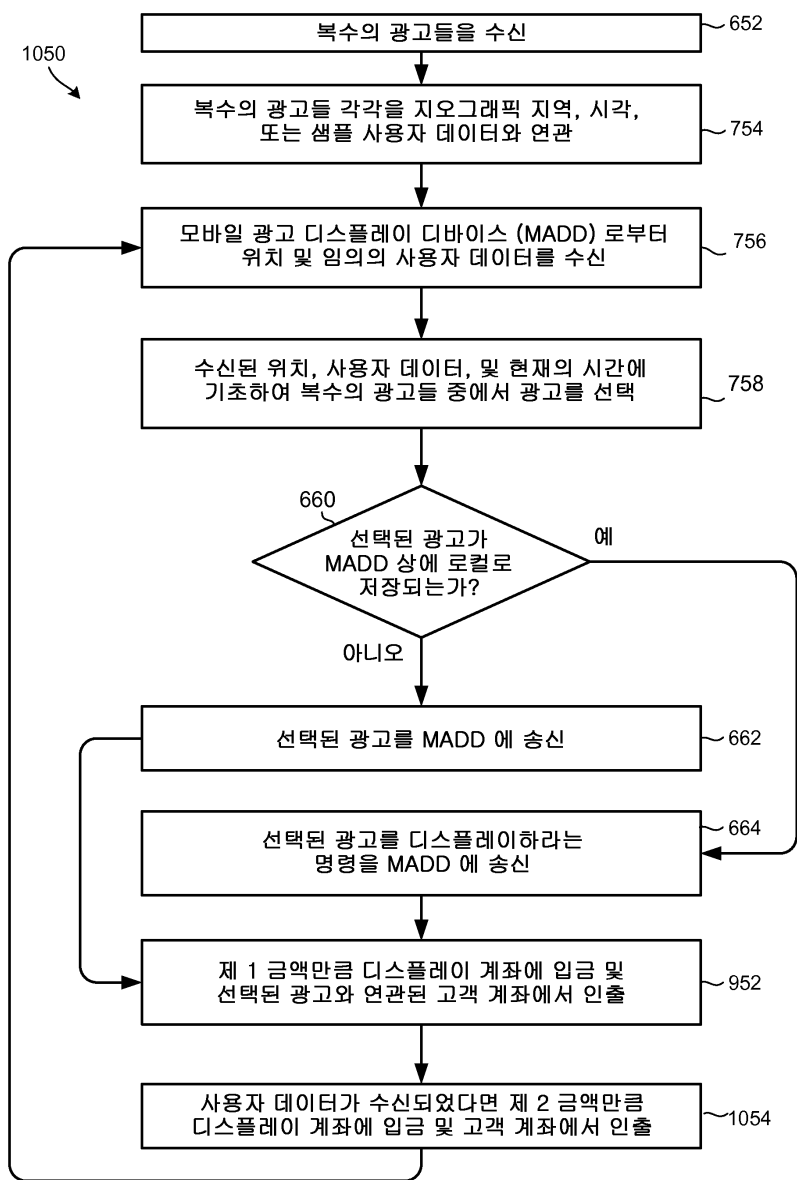 복수의 광고들을 수신
652
1050
복수의 광고들 각각을 지오그래픽 지역, 시각,
또는 샘플 사용자 데이터와 연관
754
모바일 광고 디스플레이 디바이스 (MADD) 로부터
위치 및 임의의 사용자 데이터를 수신
756
수신된 위치, 사용자 데이터, 및 현재의 시간에
기초하여 복수의 광고들 중에서 광고를 선택
758
660
선택된 광고가
MADD 상에 로컬로
저장되는가?
예
아니오
선택된 광고를 MADD 에 송신
662
선택된 광고를 디스플레이하라는
명령을 MADD 에 송신
664
제 1 금액만큼 디스플레이 계좌에 입금 및
선택된 광고와 연관된 고객 계좌에서 인출
952
사용자 데이터가 수신되었다면 제 2 금액만큼
디스플레이 계좌에 입금 및 고객 계좌에서 인출
1054